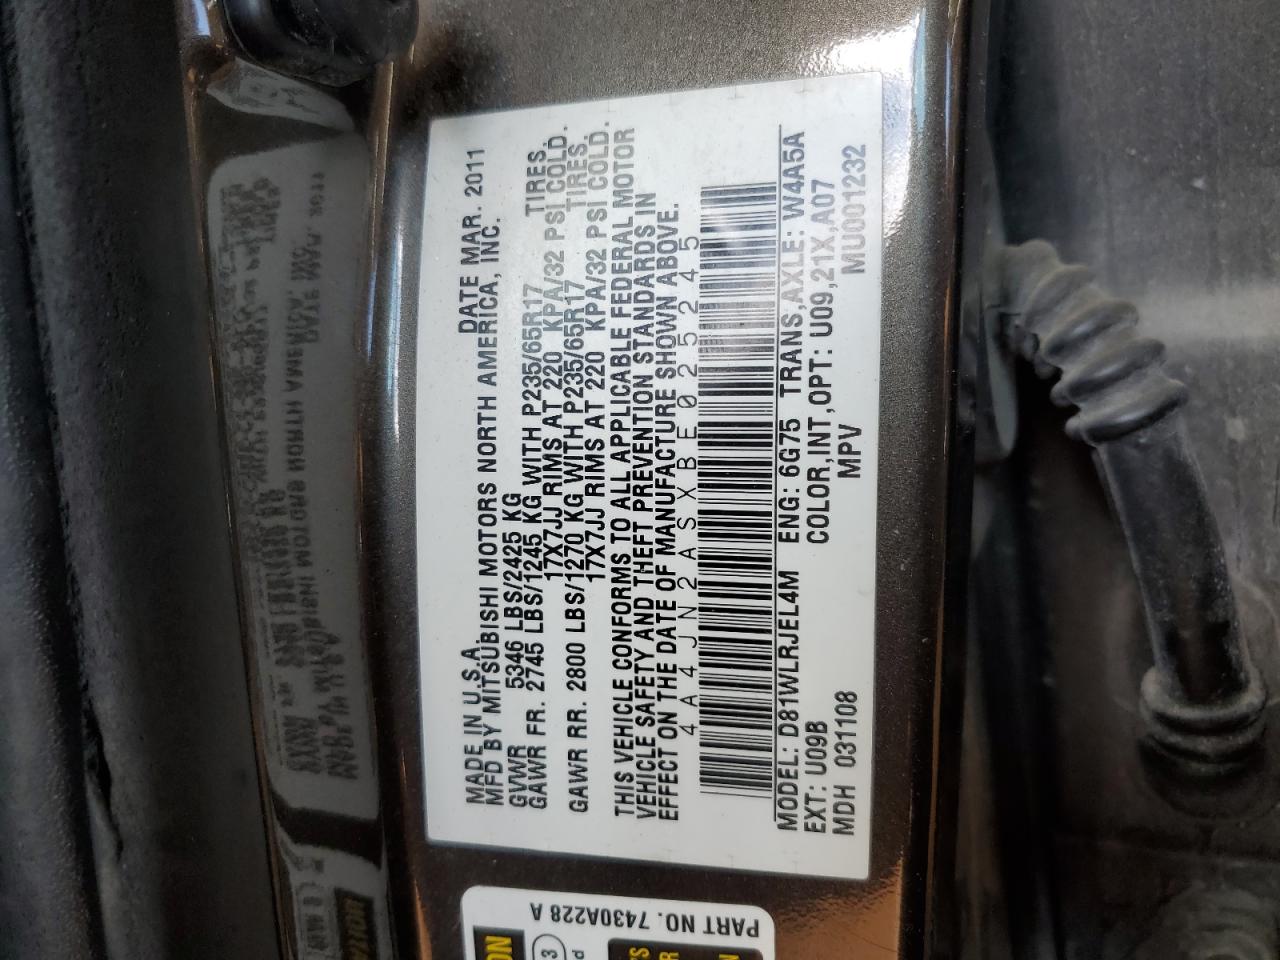 MADE IN U.S.A.
MFD BY MITSUBISHI MOTORS NORTH AMERICA, INC.
DATE MAR. 2011
GVWR 5346 LBS/2425 KG
GAWR FR. 2745 LBS/1245 KG WITH P235/65R17 TIRES,
17X7JJ RIMS AT 220 KPA/32 PSI COLD.
GAWR RR. 2800 LBS/1270 KG WITH P235/65R17 TIRES,
17X7JJ RIMS AT 220 KPA/32 PSI COLD.
THIS VEHICLE CONFORMS TO ALL APPLICABLE FEDERAL MOTOR
VEHICLE SAFETY AND THEFT PREVENTION STANDARDS IN
EFFECT ON THE DATE OF MANUFACTURE SHOWN ABOVE.
4A4JN2ASXBE025245
MODEL: D81WLRJEL4M ENG: 6G75 TRANS,AXLE: W4A5A
EXT: U09B COLOR,INT,OPT: U09,21X,A07
MDH 031108 MPV MU001232
PART NO. 7430A228 A